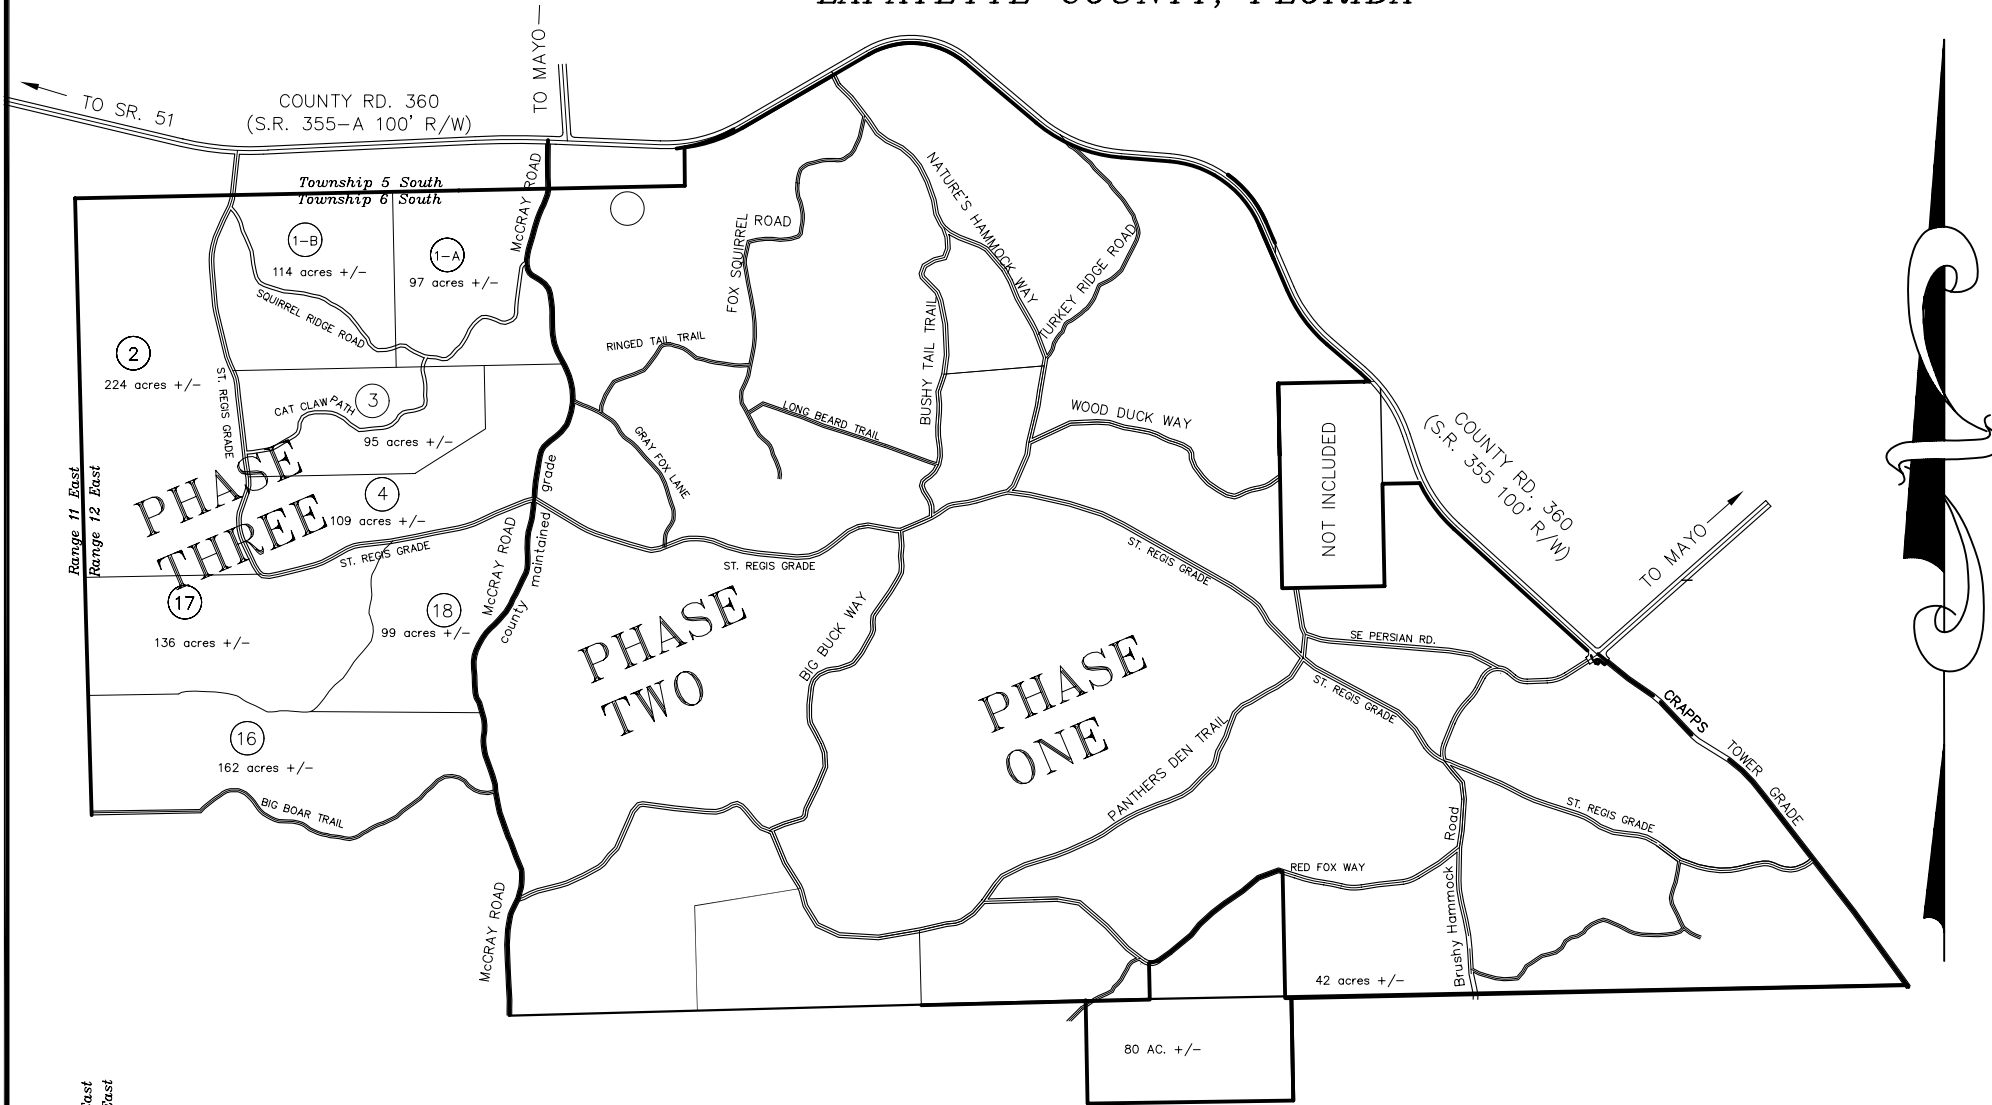 LAFAYETTE COUNTY, FLORIDA
TO MAYO
TO SR. 51
COUNTY RD. 360
(S.R. 355-A 100' R/W)
Township 5 South
Township 6 South
McCRAY ROAD
1-B
114 acres +/-
1-A
97 acres +/-
SQUIRREL RIDGE ROAD
2
224 acres +/-
ST. REGIS GRADE
CAT CLAW PATH
3
95 acres +/-
PHASE
THREE
4
109 acres +/-
ST. REGIS GRADE
Range 11 East
Range 12 East
17
136 acres +/-
18
99 acres +/-
16
162 acres +/-
BIG BOAR TRAIL
McCRAY ROAD
county maintained grade
McCRAY ROAD
FOX SQUIRREL ROAD
RINGED TAIL TRAIL
GRAY FOX LANE
LONG BEARD TRAIL
BUSHY TAIL TRAIL
NATURE'S HAMMOCK WAY
TURKEY RIDGE ROAD
WOOD DUCK WAY
NOT INCLUDED
COUNTY RD. 360
(S.R. 355 100' R/W)
TO MAYO
ST. REGIS GRADE
PHASE
TWO
BIG BUCK WAY
PHASE
ONE
ST. REGIS GRADE
SE PERSIAN RD.
ST. REGIS GRADE
PANTHERS DEN TRAIL
CRAPPS TOWER GRADE
ST. REGIS GRADE
RED FOX WAY
Brushy Hammock Road
42 acres +/-
80 AC. +/-
East
East